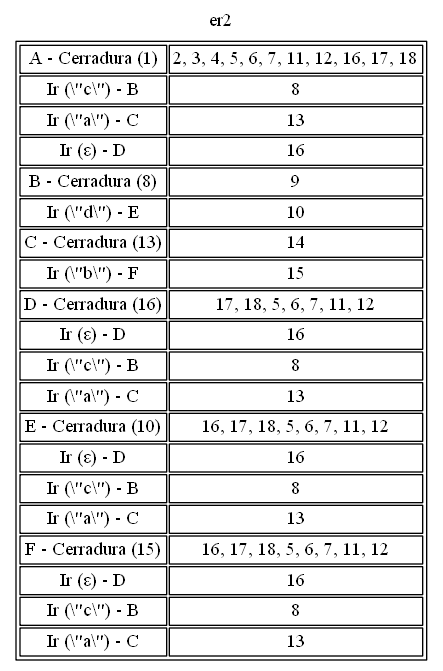 er2
A - Cerradura (1) 2, 3, 4, 5, 6, 7, 11, 12, 16, 17, 18
Ir (\"c\") - B 8
Ir (\"a\") - C 13
Ir (ε) - D 16
B - Cerradura (8) 9
Ir (\"d\") - E 10
C - Cerradura (13) 14
Ir (\"b\") - F 15
D - Cerradura (16) 17, 18, 5, 6, 7, 11, 12
Ir (ε) - D 16
Ir (\"c\") - B 8
Ir (\"a\") - C 13
E - Cerradura (10) 16, 17, 18, 5, 6, 7, 11, 12
Ir (ε) - D 16
Ir (\"c\") - B 8
Ir (\"a\") - C 13
F - Cerradura (15) 16, 17, 18, 5, 6, 7, 11, 12
Ir (ε) - D 16
Ir (\"c\") - B 8
Ir (\"a\") - C 13